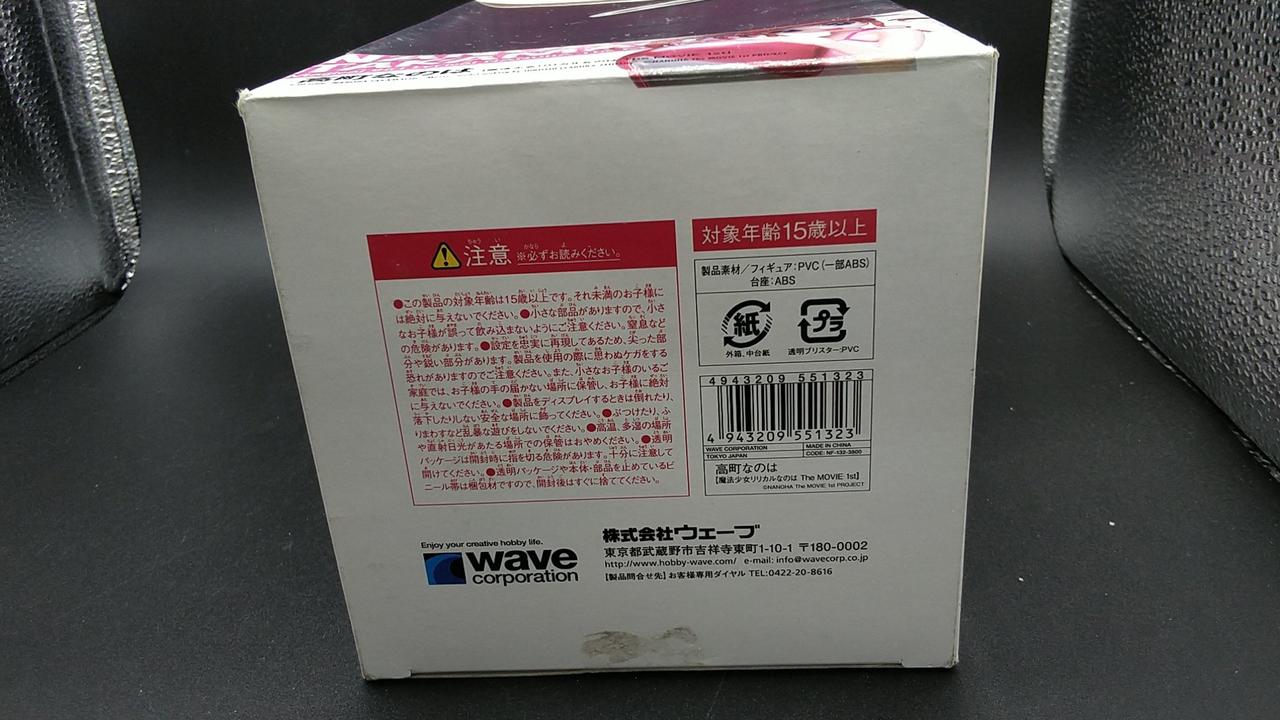 高町なのは
注意 ※必ずお読みください。
●この製品の対象年齢は15歳以上です。それ未満のお子様に
は絶対に与えないでください。●小さな部品がありますので、小さ
なお子様が誤って飲み込まないようにご注意ください。窒息など
の危険があります。●設定を忠実に再現してあるため、尖った部
分や鋭い部分があります。製品を使用の際に思わぬケガをする
恐れがありますのでご注意ください。また、小さなお子様のいるご
家庭では、お子様の手の届かない場所に保管し、お子様に絶対
に与えないでください。●製品をディスプレイするときは倒れたり、
落下したりしない安全な場所に飾ってください。●ぶつけたり、ふ
りまわすなど乱暴な遊びをしないでください。●高温、多湿の場所
や直射日光があたる場所での保管はおやめください。●透明
パッケージは開封時に指を切る危険があります。十分に注意して
開けてください。●透明パッケージや本体・部品を止めているビ
ニール帯は梱包材ですので、開封後はすぐに捨ててください。
対象年齢15歳以上
製品素材/フィギュア:PVC(一部ABS)
台座:ABS
紙 プラ
外箱、中台紙 透明ブリスター:PVC
4943209 551323
4 943209 551323
WAVE CORPORATION MADE IN CHINA
TOKYO JAPAN CODE: NF-132-3800
高町なのは
【魔法少女リリカルなのは The MOVIE 1st】
©NANOHA The MOVIE 1st PROJECT
Enjoy your creative hobby life.
wave
corporation
株式会社ウェーブ
東京都武蔵野市吉祥寺東町1-10-1 〒180-0002
http://www.hobby-wave.com/ e-mail: info@wavecorp.co.jp
【製品問合せ先】お客様専用ダイヤル TEL:0422-20-8616